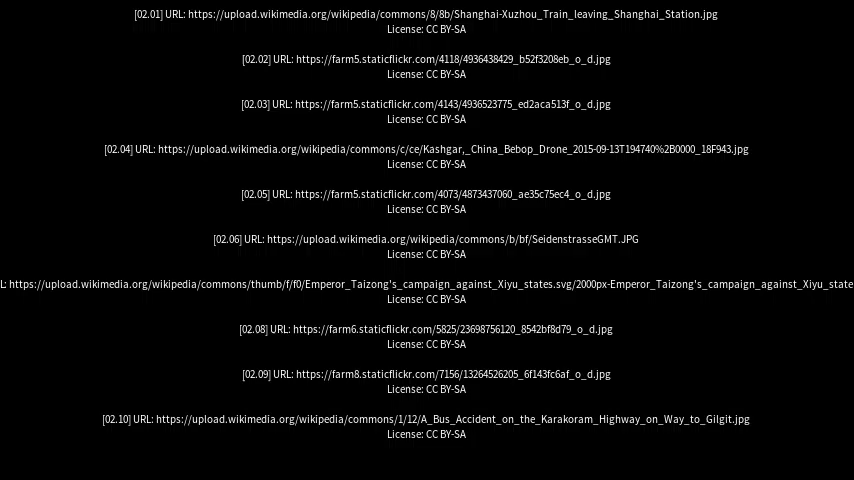 [02.01] URL: https://upload.wikimedia.org/wikipedia/commons/8/8b/Shanghai-Xuzhou_Train_leaving_Shanghai_Station.jpg
License: CC BY-SA
[02.02] URL: https://farm5.staticflickr.com/4118/4936438429_b52f3208eb_o_d.jpg
License: CC BY-SA
[02.03] URL: https://farm5.staticflickr.com/4143/4936523775_ed2aca513f_o_d.jpg
License: CC BY-SA
[02.04] URL: https://upload.wikimedia.org/wikipedia/commons/c/ce/Kashgar,_China_Bebop_Drone_2015-09-13T194740%2B0000_18F943.jpg
License: CC BY-SA
[02.05] URL: https://farm5.staticflickr.com/4073/4873437060_ae35c75ec4_o_d.jpg
License: CC BY-SA
[02.06] URL: https://upload.wikimedia.org/wikipedia/commons/b/bf/SeidenstrasseGMT.JPG
License: CC BY-SA
L: https://upload.wikimedia.org/wikipedia/commons/thumb/f/f0/Emperor_Taizong's_campaign_against_Xiyu_states.svg/2000px-Emperor_Taizong's_campaign_against_Xiyu_state
License: CC BY-SA
[02.08] URL: https://farm6.staticflickr.com/5825/23698756120_8542bf8d79_o_d.jpg
License: CC BY-SA
[02.09] URL: https://farm8.staticflickr.com/7156/13264526205_6f143fc6af_o_d.jpg
License: CC BY-SA
[02.10] URL: https://upload.wikimedia.org/wikipedia/commons/1/12/A_Bus_Accident_on_the_Karakoram_Highway_on_Way_to_Gilgit.jpg
License: CC BY-SA